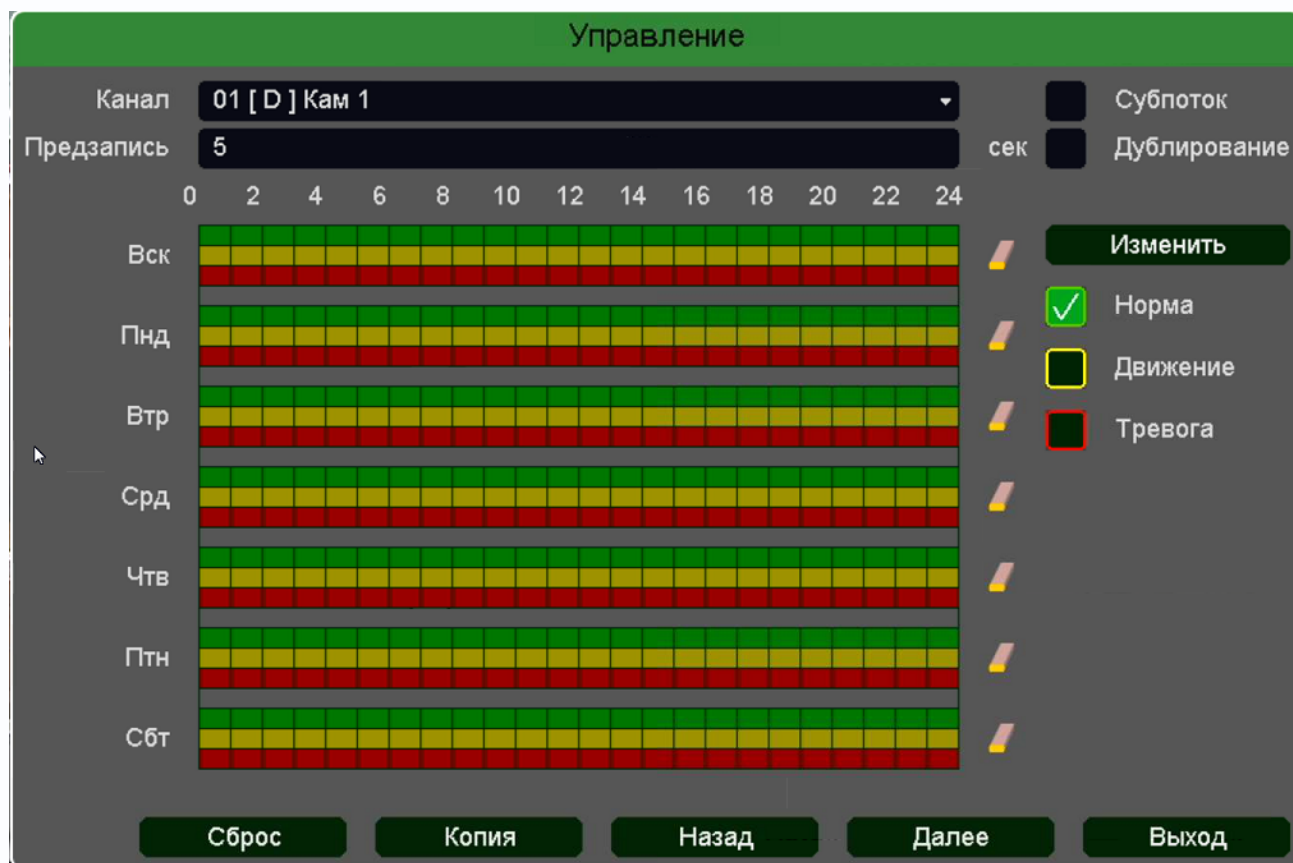 Управление
Канал 01 [ D ] Кам 1 Субпоток
Предзапись 5 сек Дублирование
0 2 4 6 8 10 12 14 16 18 20 22 24
Вск Изменить
Норма
Пнд
Движение
Втр
Тревога
Срд
Чтв
Птн
Сбт
Сброс Копия Назад Далее Выход